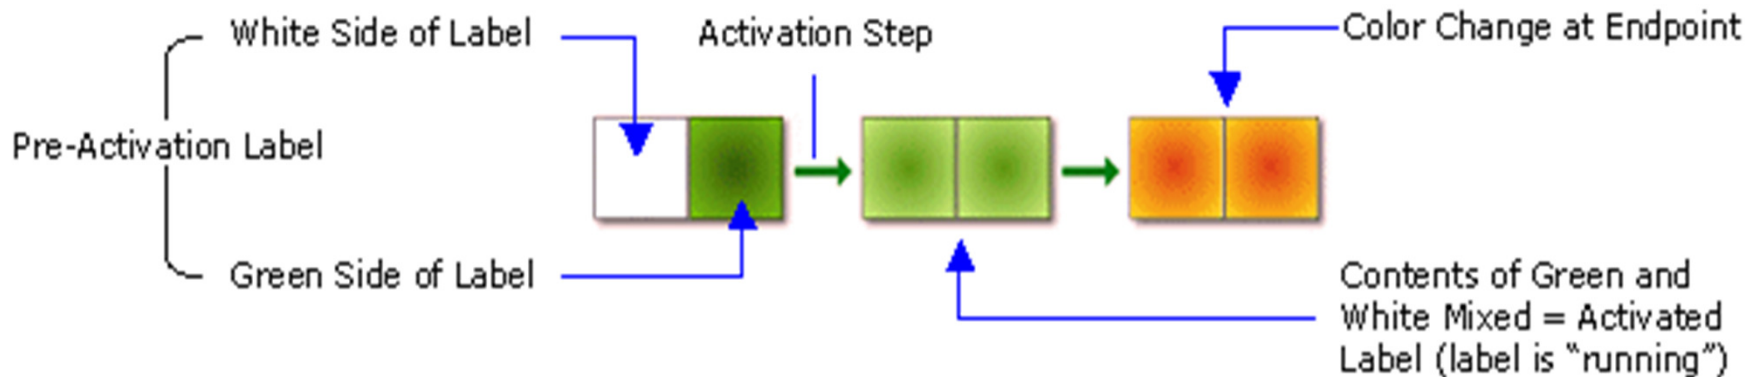 White Side of Label
Activation Step
Color Change at Endpoint
Pre-Activation Label
Green Side of Label
Contents of Green and
White Mixed = Activated
Label (label is “running”)